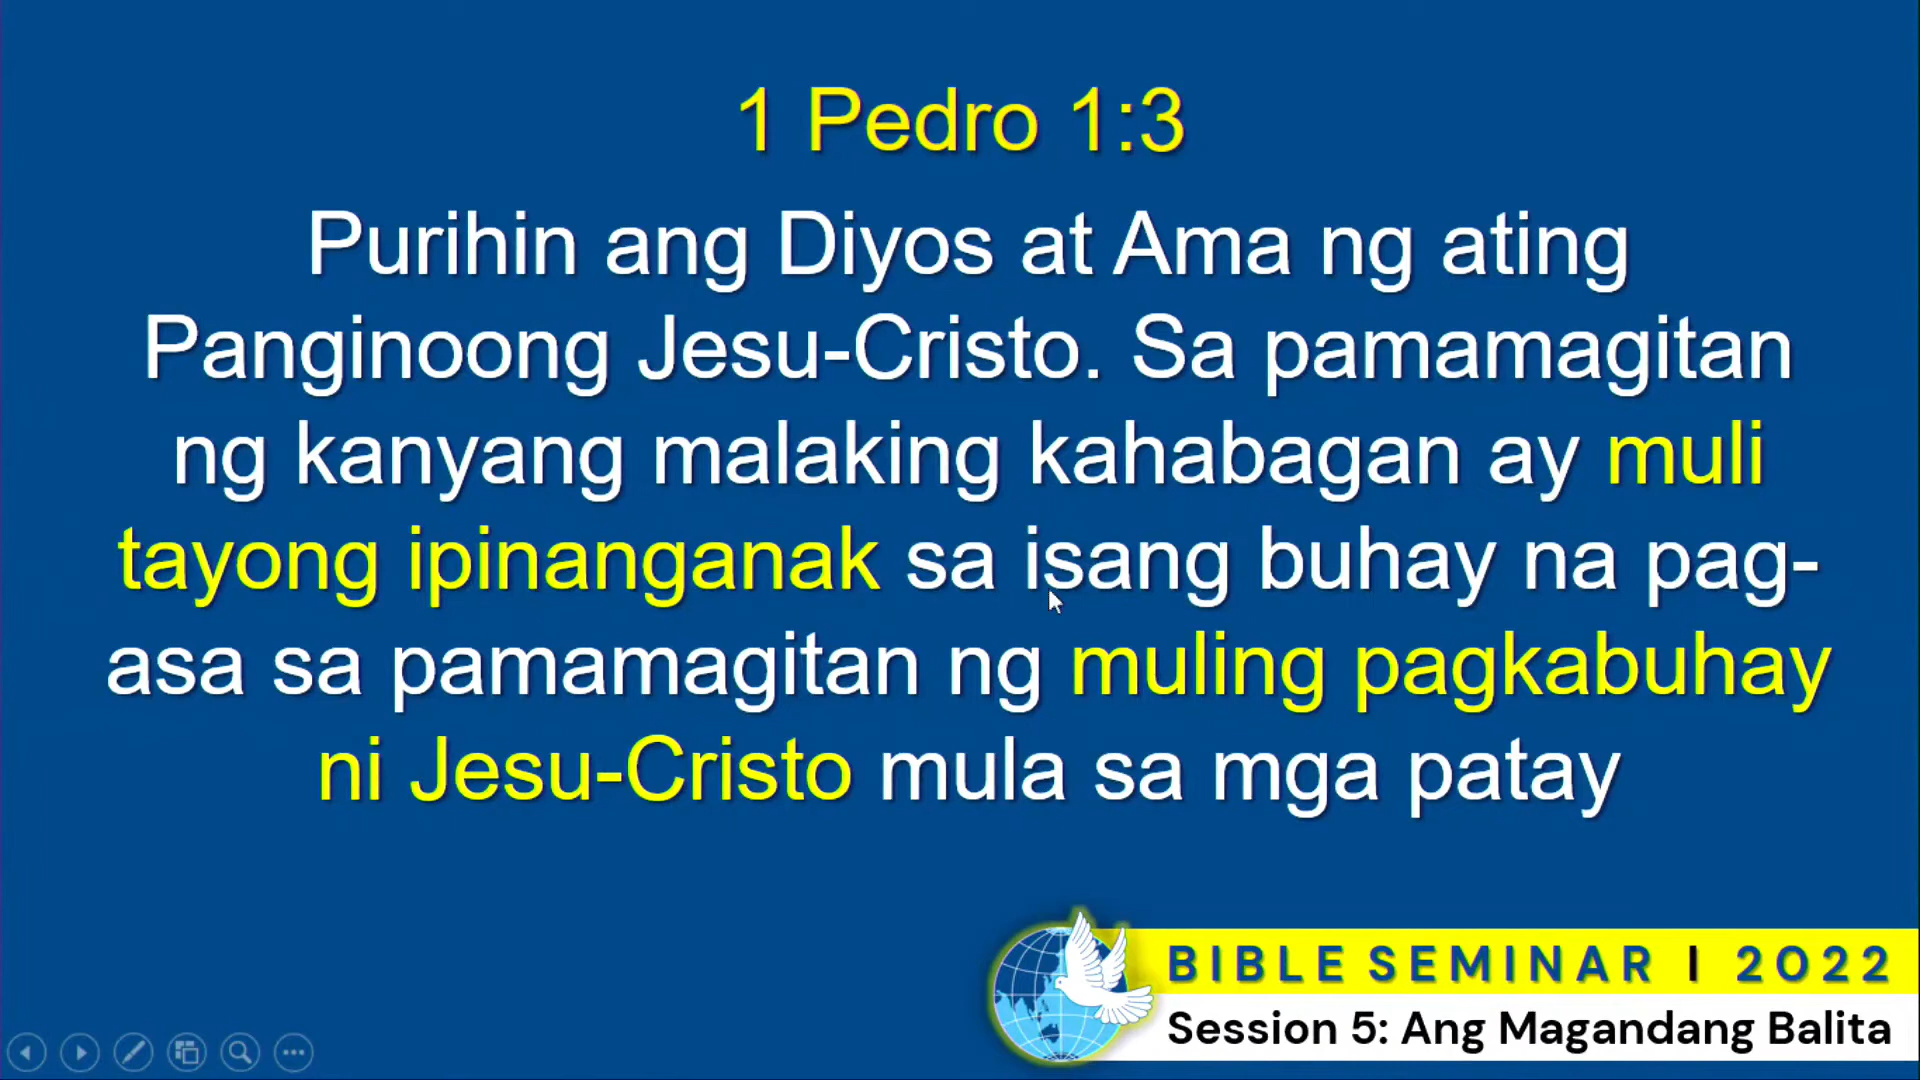 1 Pedro 1:3
Purihin ang Diyos at Ama ng ating
Panginoong Jesu-Cristo. Sa pamamagitan
ng kanyang malaking kahabagan ay muli
tayong ipinanganak sa isang buhay na pag-
asa sa pamamagitan ng muling pagkabuhay
ni Jesu-Cristo mula sa mga patay
BIBLE SEMINAR | 2022
Session 5: Ang Magandang Balita